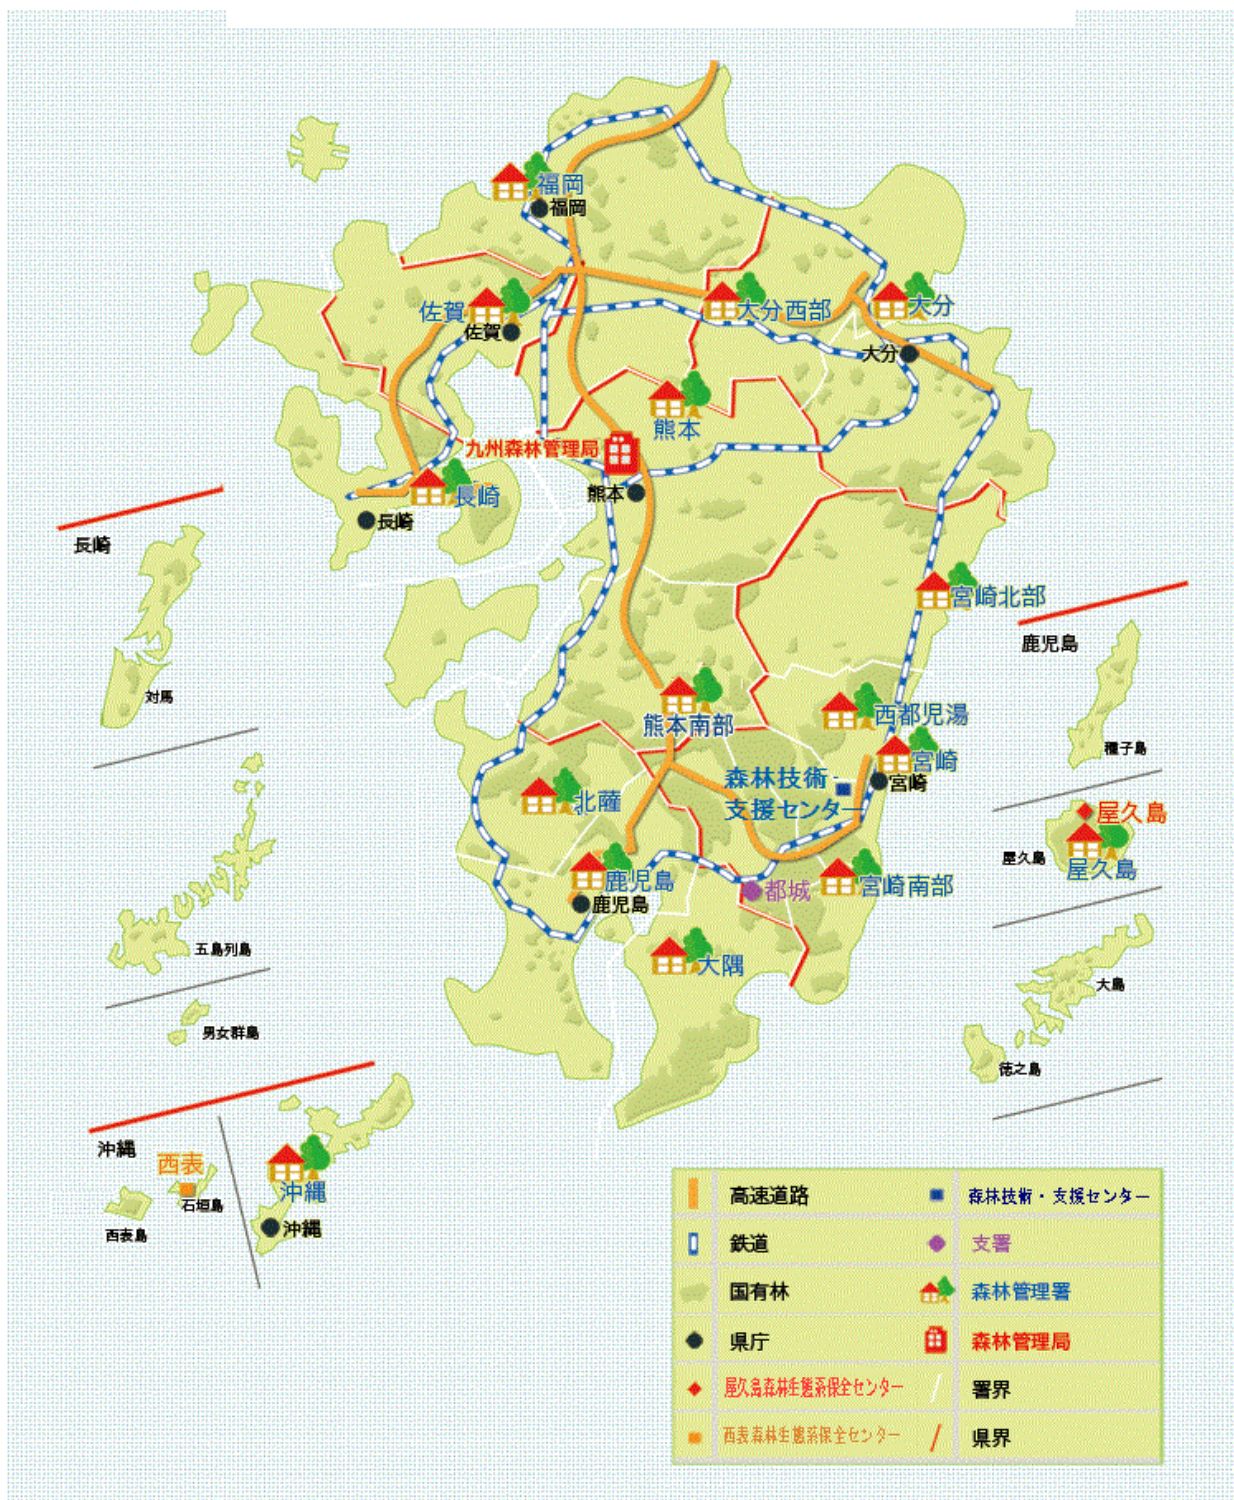 福岡
福岡
佐賀
佐賀
大分西部
大分
大分
熊本
九州森林管理局
熊本
長崎
長崎
長崎
対馬
宮崎北部
鹿児島
種子島
西都児湯
熊本南部
宮崎
宮崎
森林技術・
支援センター
北薩
屋久島
屋久島
屋久島
鹿児島
鹿児島
都城
宮崎南部
五島列島
大隅
大島
男女群島
徳之島
沖縄
西表
石垣島
西表島
沖縄
沖縄
高速道路
森林技術・支援センター
鉄道
支署
国有林
森林管理署
県庁
森林管理局
屋久島森林生態系保全センター
署界
西表森林生態系保全センター
県界